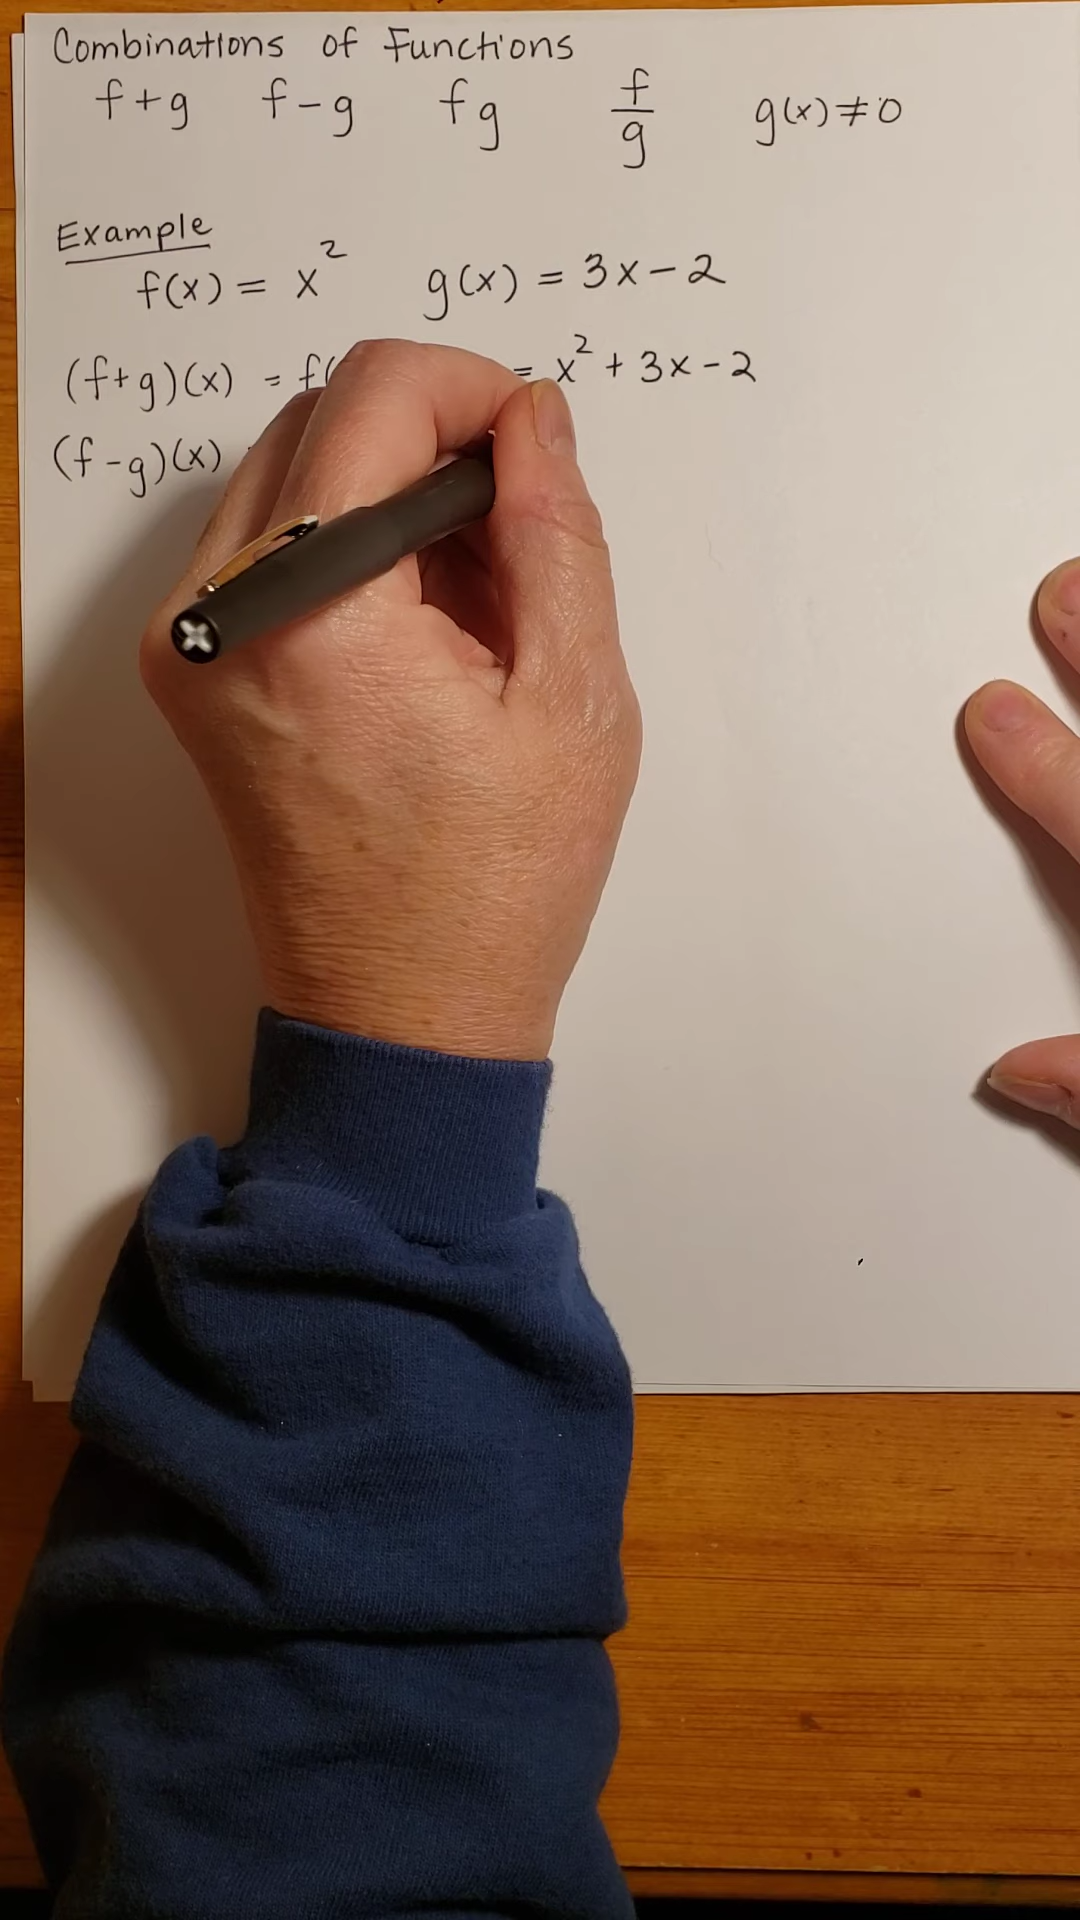 Combinations of Functions
f+g f-g fg f/g g(x)≠0
Example
f(x) = x² g(x) = 3x-2
(f+g)(x) = f( = x² + 3x - 2
(f-g)(x)